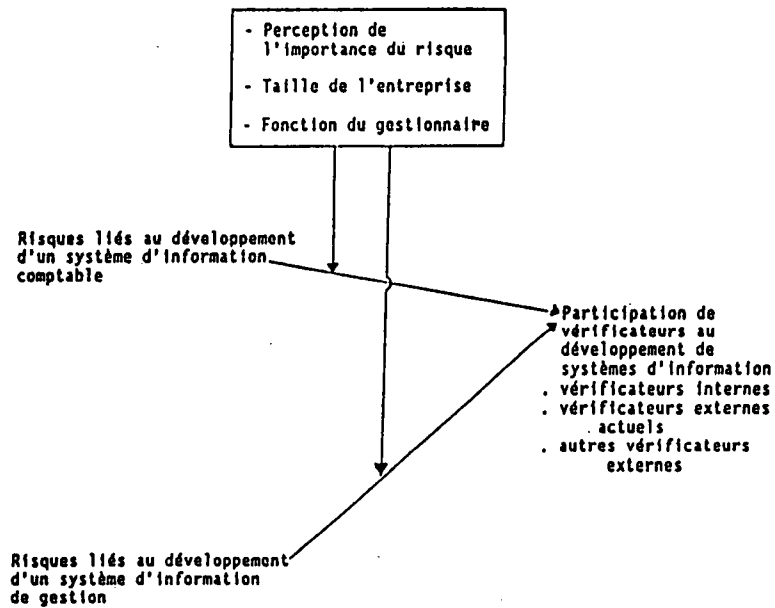 - Perception de
l'importance du risque
- Taille de l'entreprise
- Fonction du gestionnaire
Risques liés au développement
d'un système d'information
comptable
Participation de
vérificateurs au
développement de
systèmes d'information
. vérificateurs internes
. vérificateurs externes
actuels
. autres vérificateurs
externes
Risques liés au développement
d'un système d'information
de gestion